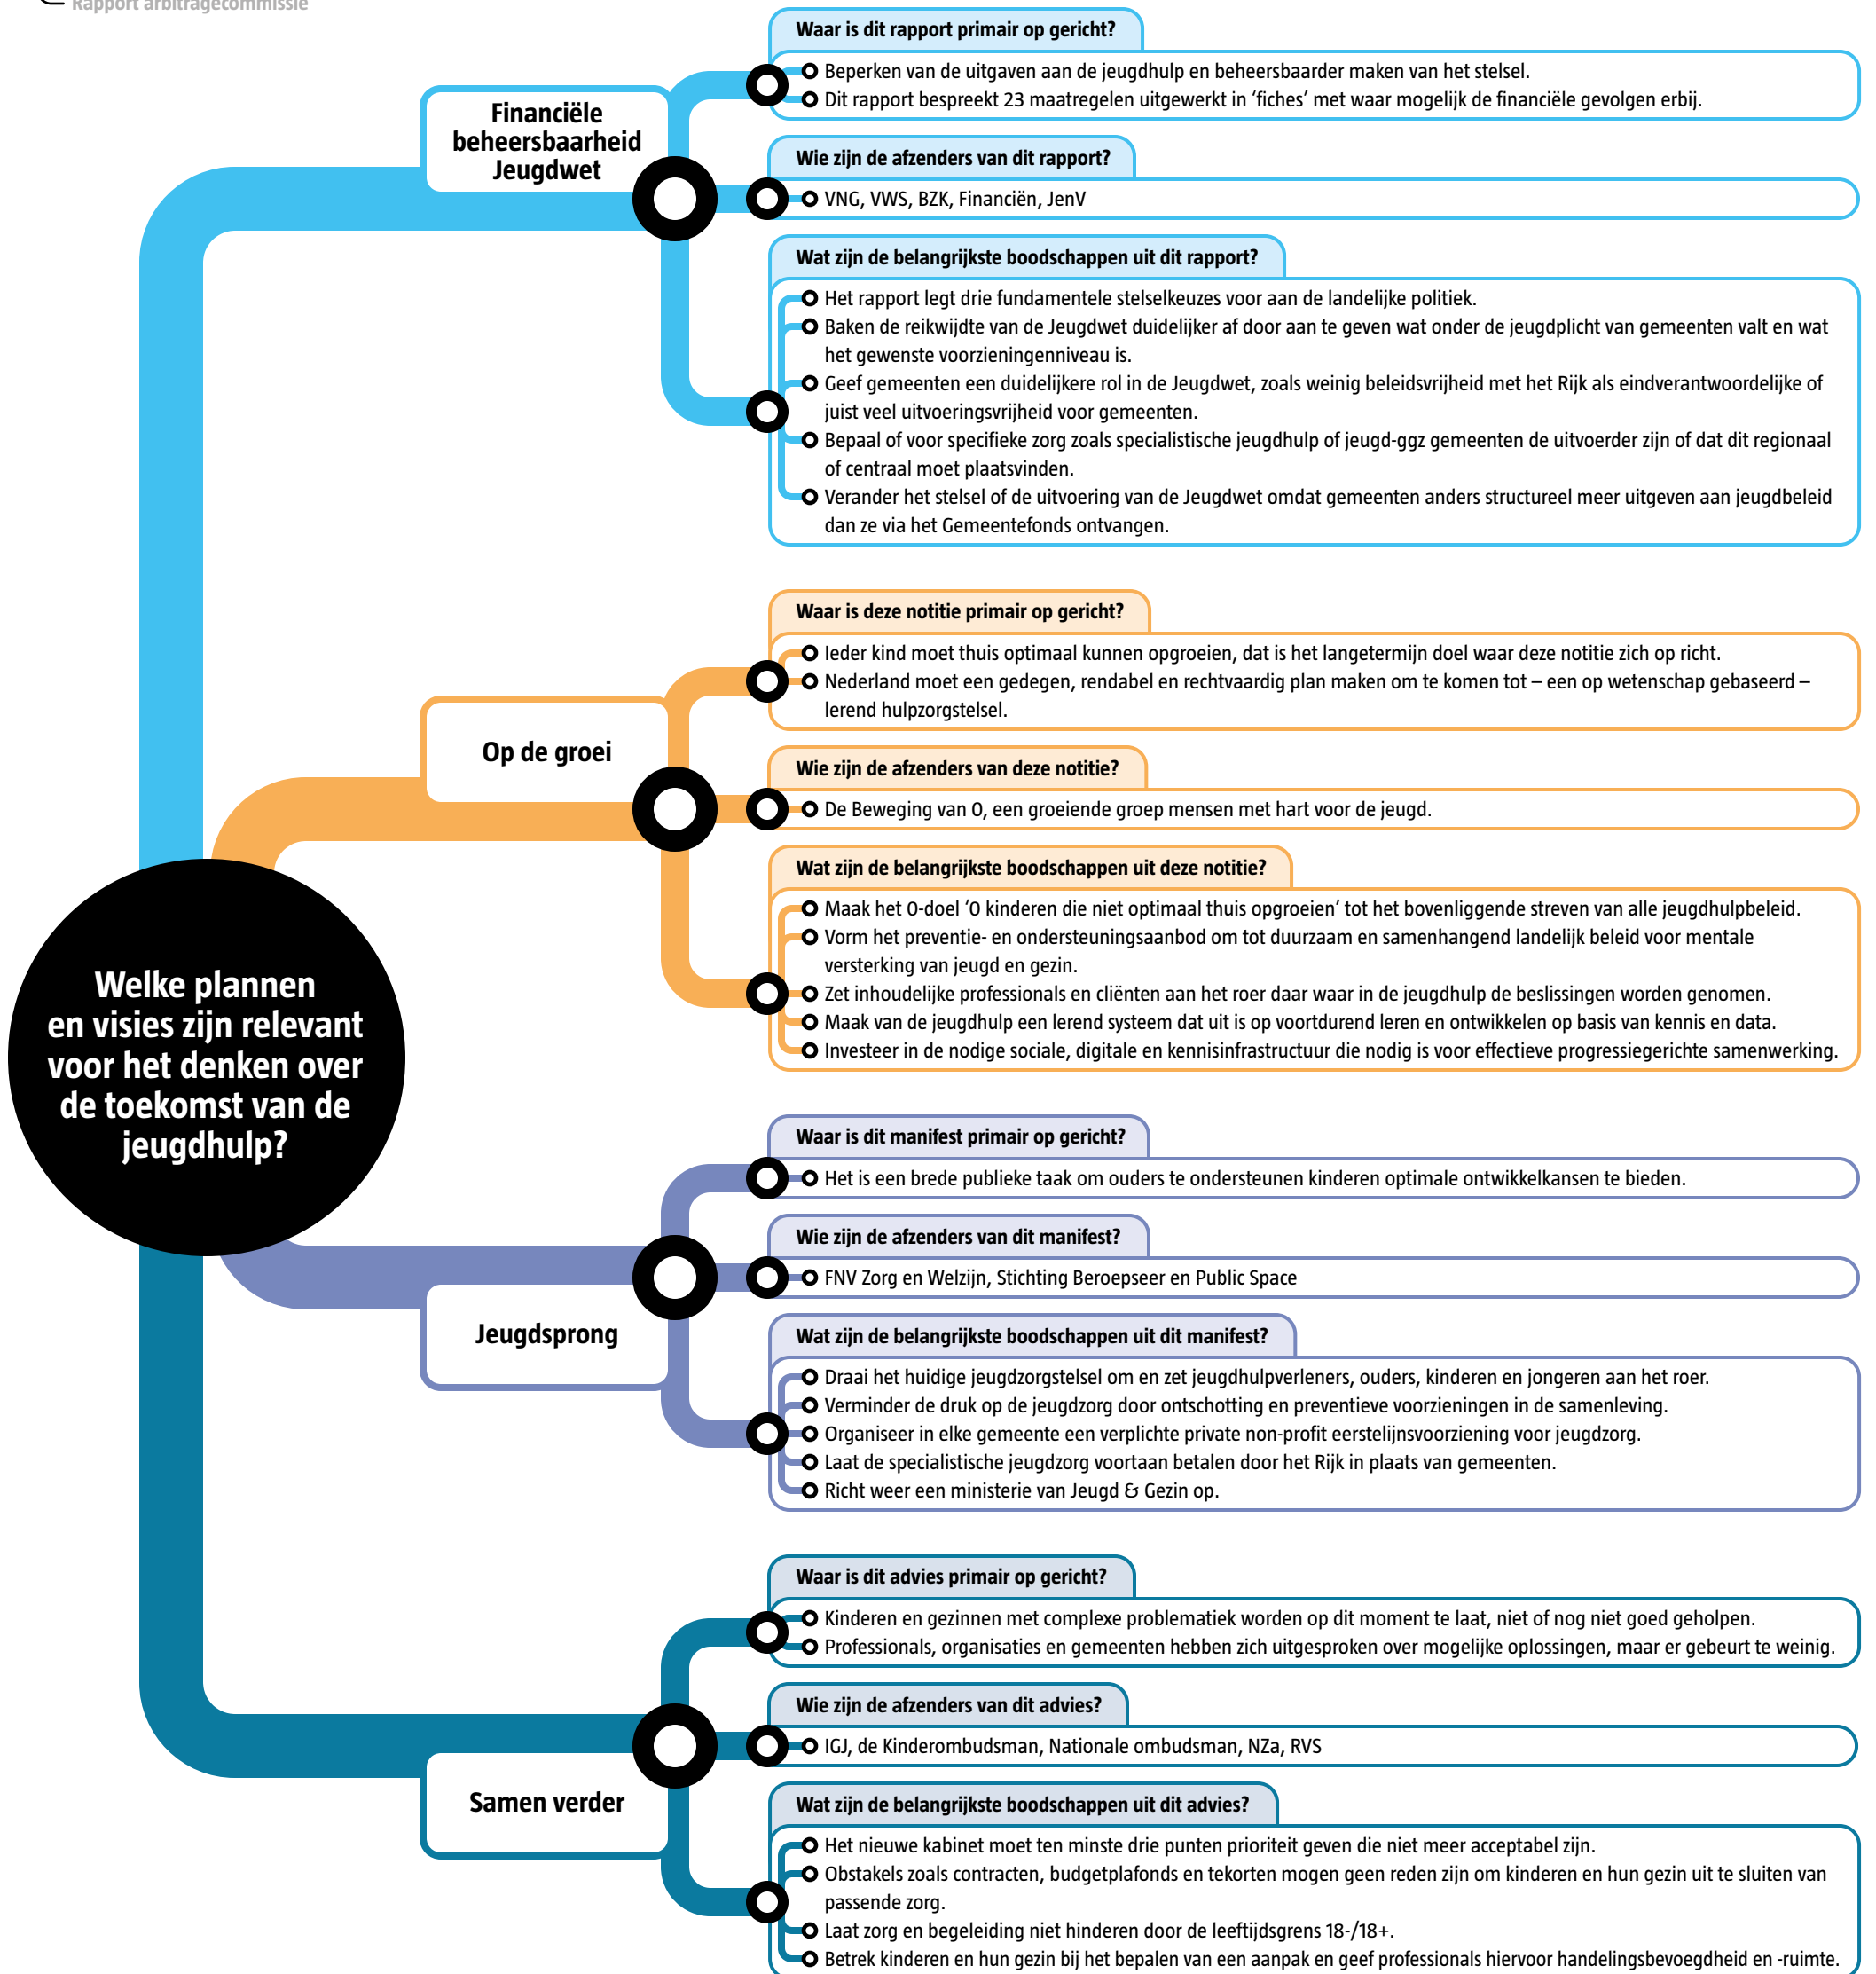 Rapport arbitragecommissie
Waar is dit rapport primair op gericht?
Beperken van de uitgaven aan de jeugdhulp en beheersbaarder maken van het stelsel.
Dit rapport bespreekt 23 maatregelen uitgewerkt in ‘fiches’ met waar mogelijk de financiële gevolgen erbij.
Financiële
beheersbaarheid
Jeugdwet
Wie zijn de afzenders van dit rapport?
VNG, VWS, BZK, Financiën, JenV
Wat zijn de belangrijkste boodschappen uit dit rapport?
Het rapport legt drie fundamentele stelselkeuzes voor aan de landelijke politiek.
Baken de reikwijdte van de Jeugdwet duidelijker af door aan te geven wat onder de jeugdplicht van gemeenten valt en wat
het gewenste voorzieningenniveau is.
Geef gemeenten een duidelijkere rol in de Jeugdwet, zoals weinig beleidsvrijheid met het Rijk als eindverantwoordelijke of
juist veel uitvoeringsvrijheid voor gemeenten.
Bepaal of voor specifieke zorg zoals specialistische jeugdhulp of jeugd-ggz gemeenten de uitvoerder zijn of dat dit regionaal
of centraal moet plaatsvinden.
Verander het stelsel of de uitvoering van de Jeugdwet omdat gemeenten anders structureel meer uitgeven aan jeugdbeleid
dan ze via het Gemeentefonds ontvangen.
Waar is deze notitie primair op gericht?
Ieder kind moet thuis optimaal kunnen opgroeien, dat is het langetermijn doel waar deze notitie zich op richt.
Nederland moet een gedegen, rendabel en rechtvaardig plan maken om te komen tot – een op wetenschap gebaseerd –
lerend hulpzorgstelsel.
Op de groei
Wie zijn de afzenders van deze notitie?
De Beweging van 0, een groeiende groep mensen met hart voor de jeugd.
Wat zijn de belangrijkste boodschappen uit deze notitie?
Maak het 0-doel ‘0 kinderen die niet optimaal thuis opgroeien’ tot het bovenliggende streven van alle jeugdhulpbeleid.
Vorm het preventie- en ondersteuningsaanbod om tot duurzaam en samenhangend landelijk beleid voor mentale
versterking van jeugd en gezin.
Zet inhoudelijke professionals en cliënten aan het roer daar waar in de jeugdhulp de beslissingen worden genomen.
Maak van de jeugdhulp een lerend systeem dat uit is op voortdurend leren en ontwikkelen op basis van kennis en data.
Investeer in de nodige sociale, digitale en kennisinfrastructuur die nodig is voor effectieve progressiegerichte samenwerking.
Welke plannen
en visies zijn relevant
voor het denken over
de toekomst van de
jeugdhulp?
Waar is dit manifest primair op gericht?
Het is een brede publieke taak om ouders te ondersteunen kinderen optimale ontwikkelkansen te bieden.
Wie zijn de afzenders van dit manifest?
FNV Zorg en Welzijn, Stichting Beroepseer en Public Space
Jeugdsprong
Wat zijn de belangrijkste boodschappen uit dit manifest?
Draai het huidige jeugdzorgstelsel om en zet jeugdhulpverleners, ouders, kinderen en jongeren aan het roer.
Verminder de druk op de jeugdzorg door ontschotting en preventieve voorzieningen in de samenleving.
Organiseer in elke gemeente een verplichte private non-profit eerstelijnsvoorziening voor jeugdzorg.
Laat de specialistische jeugdzorg voortaan betalen door het Rijk in plaats van gemeenten.
Richt weer een ministerie van Jeugd & Gezin op.
Waar is dit advies primair op gericht?
Kinderen en gezinnen met complexe problematiek worden op dit moment te laat, niet of nog niet goed geholpen.
Professionals, organisaties en gemeenten hebben zich uitgesproken over mogelijke oplossingen, maar er gebeurt te weinig.
Wie zijn de afzenders van dit advies?
IGJ, de Kinderombudsman, Nationale ombudsman, NZa, RVS
Samen verder
Wat zijn de belangrijkste boodschappen uit dit advies?
Het nieuwe kabinet moet ten minste drie punten prioriteit geven die niet meer acceptabel zijn.
Obstakels zoals contracten, budgetplafonds en tekorten mogen geen reden zijn om kinderen en hun gezin uit te sluiten van
passende zorg.
Laat zorg en begeleiding niet hinderen door de leeftijdsgrens 18-/18+.
Betrek kinderen en hun gezin bij het bepalen van een aanpak en geef professionals hiervoor handelingsbevoegdheid en -ruimte.